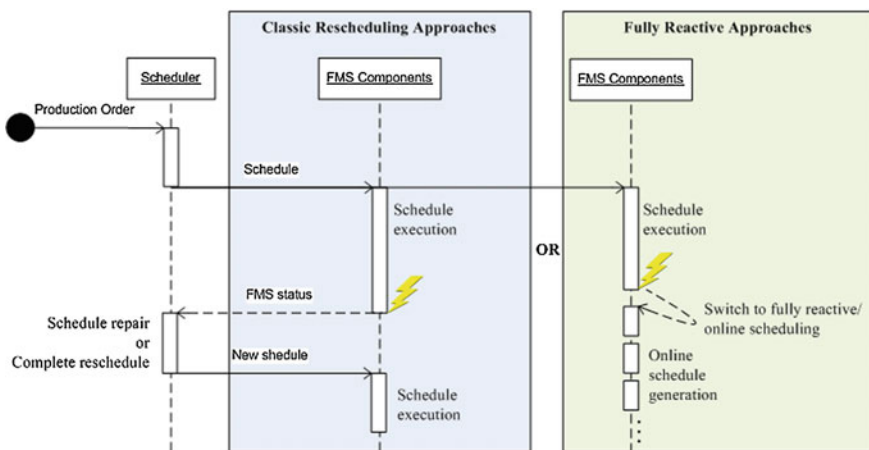 Classic Rescheduling Approaches
Fully Reactive Approaches
Scheduler
FMS Components
FMS Components
Production Order
Schedule
Schedule
execution
Schedule
execution
OR
FMS status
Switch to fully reactive/
online scheduling
Schedule repair
or
Complete reschedule
New shedule
Online
schedule
generation
Schedule
execution